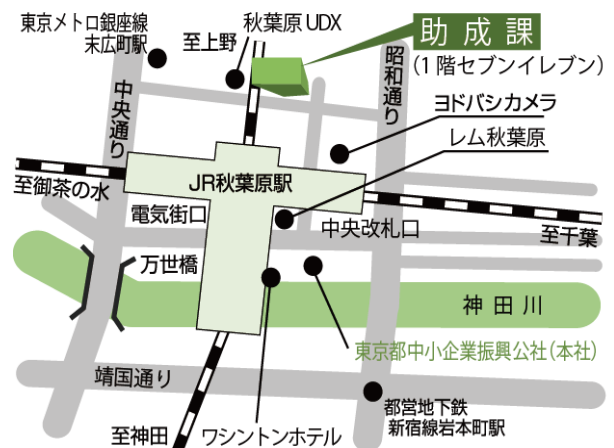 東京メトロ銀座線
末広町駅
秋葉原 UDX
至上野
助成課
(1階セブンイレブン)
昭和通り
中央通り
ヨドバシカメラ
レム秋葉原
JR秋葉原駅
至御茶の水
電気街口
中央改札口
至千葉
万世橋
神田川
東京都中小企業振興公社(本社)
靖国通り
都営地下鉄
新宿線岩本町駅
至神田
ワシントンホテル